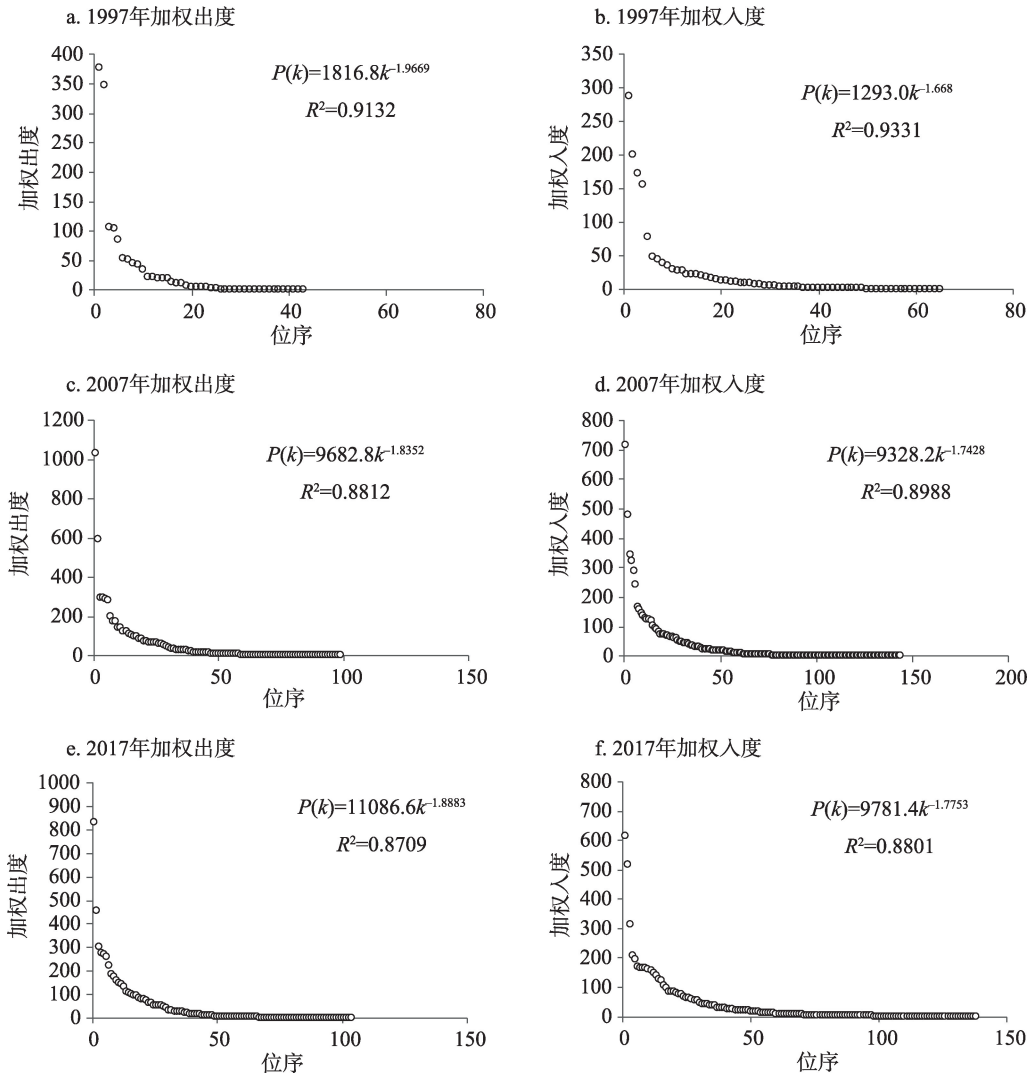 a. 1997年加权出度
P(k)=1816.8k^–1.9669
R²=0.9132
加权出度
400
350
300
250
200
150
100
50
0
0 20 40 60 80
位序
b. 1997年加权入度
P(k)=1293.0k^–1.668
R²=0.9331
加权入度
350
300
250
200
150
100
50
0
0 20 40 60 80
位序
c. 2007年加权出度
P(k)=9682.8k^–1.8352
R²=0.8812
加权出度
1200
1000
800
600
400
200
0
0 50 100 150
位序
d. 2007年加权入度
P(k)=9328.2k^–1.7428
R²=0.8988
加权入度
800
700
600
500
400
300
200
100
0
0 50 100 150 200
位序
e. 2017年加权出度
P(k)=11086.6k^–1.8883
R²=0.8709
加权出度
1000
900
800
700
600
500
400
300
200
100
0
0 50 100 150
位序
f. 2017年加权入度
P(k)=9781.4k^–1.7753
R²=0.8801
加权入度
800
700
600
500
400
300
200
100
0
0 50 100 150
位序